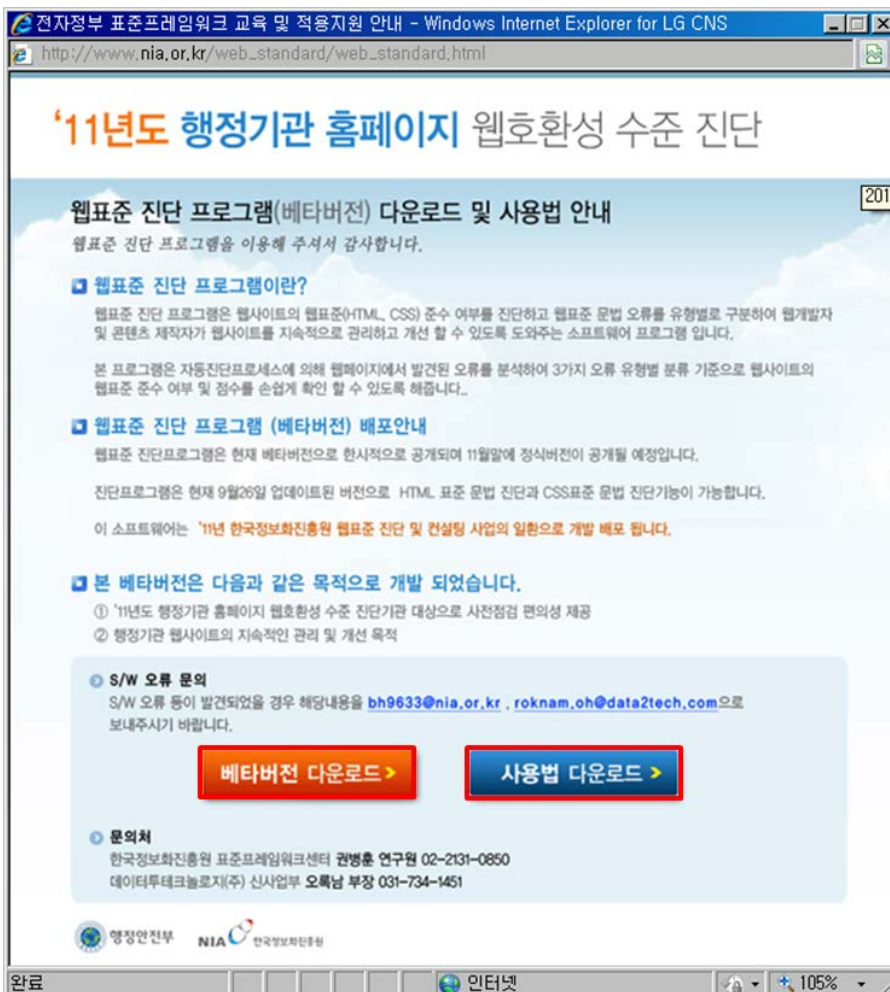 전자정부 표준프레임워크 교육 및 적용지원 안내 - Windows Internet Explorer for LG CNS
http://www.nia.or.kr/web_standard/web_standard.html
'11년도 행정기관 홈페이지 웹호환성 수준 진단
201
웹표준 진단 프로그램(베타버전) 다운로드 및 사용법 안내
웹표준 진단 프로그램을 이용해 주셔서 감사합니다.
웹표준 진단 프로그램이란?
웹표준 진단 프로그램은 웹사이트의 웹표준(HTML, CSS) 준수 여부를 진단하고 웹표준 문법 오류를 유형별로 구분하여 웹개발자
및 콘텐츠 제작자가 웹사이트를 지속적으로 관리하고 개선 할 수 있도록 도와주는 소프트웨어 프로그램 입니다.
본 프로그램은 자동진단프로세스에 의해 웹페이지에서 발견된 오류를 분석하여 3가지 오류 유형별 분류 기준으로 웹사이트의
웹표준 준수 여부 및 점수를 손쉽게 확인 할 수 있도록 해줍니다..
웹표준 진단 프로그램 (베타버전) 배포안내
웹표준 진단프로그램은 현재 베타버전으로 한시적으로 공개되며 11월말에 정식버전이 공개될 예정입니다.
진단프로그램은 현재 9월26일 업데이트된 버전으로 HTML 표준 문법 진단과 CSS표준 문법 진단기능이 가능합니다.
이 소프트웨어는 '11년 한국정보화진흥원 웹표준 진단 및 컨설팅 사업의 일환으로 개발 배포 됩니다.
본 베타버전은 다음과 같은 목적으로 개발 되었습니다.
① '11년도 행정기관 홈페이지 웹호환성 수준 진단기관 대상으로 사전점검 편의성 제공
② 행정기관 웹사이트의 지속적인 관리 및 개선 목적
S/W 오류 문의
S/W 오류 등이 발견되었을 경우 해당내용을 bh9633@nia.or.kr , roknam.oh@data2tech.com으로
보내주시기 바랍니다.
베타버전 다운로드 >
사용법 다운로드 >
문의처
한국정보화진흥원 표준프레임워크센터 권병훈 연구원 02-2131-0850
데이터투테크놀로지(주) 신사업부 오록남 부장 031-734-1451
행정안전부 NIA 한국정보화진흥원
완료 인터넷 105%